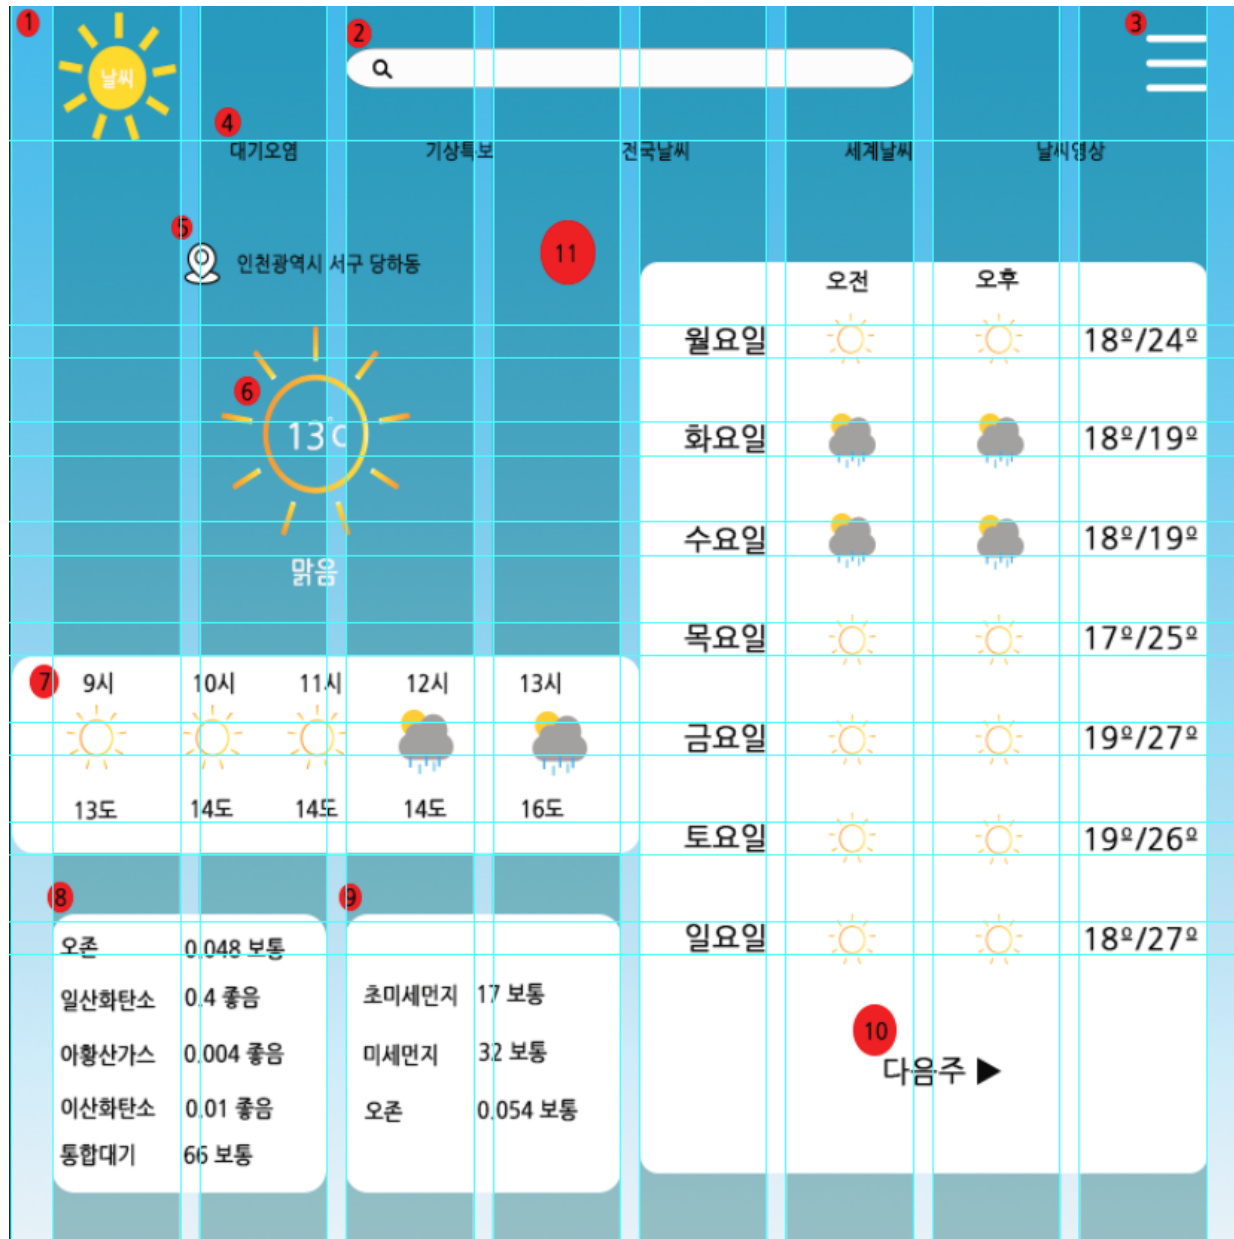 1
날씨
2
3
4
대기오염 기상특보 전국날씨 세계날씨 날씨영상
5
인천광역시 서구 당하동
11
6
13℃
맑음
7
9시 10시 11시 12시 13시
13도 14도 14도 14도 16도
8
오존 0.048 보통
일산화탄소 0.4 좋음
아황산가스 0.004 좋음
이산화탄소 0.01 좋음
통합대기 66 보통
9
초미세먼지 17 보통
미세먼지 32 보통
오존 0.054 보통
오전 오후
월요일 18º/24º
화요일 18º/19º
수요일 18º/19º
목요일 17º/25º
금요일 19º/27º
토요일 19º/26º
일요일 18º/27º
10
다음주 ▶